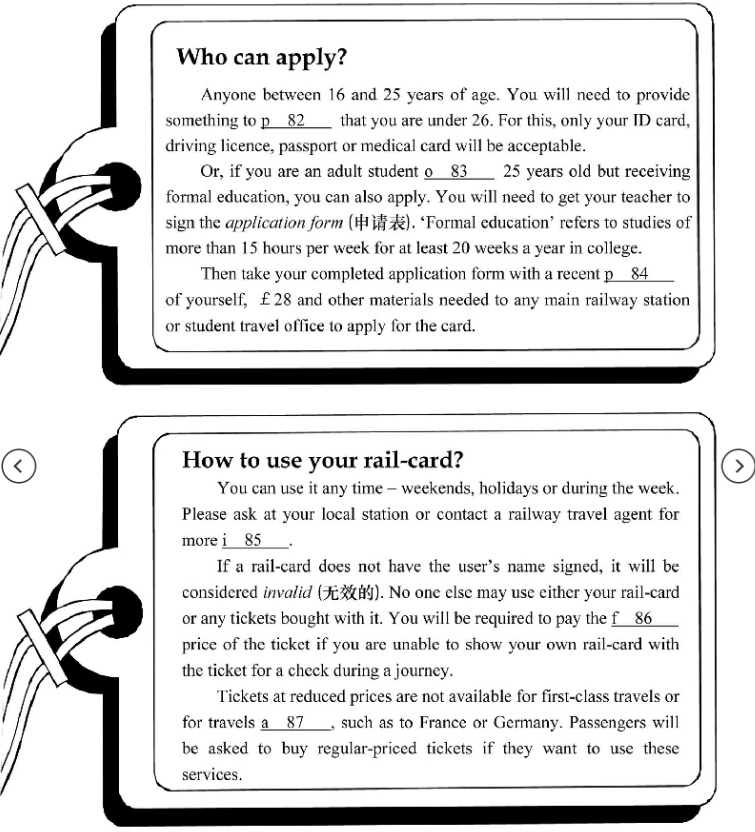 Who can apply?
Anyone between 16 and 25 years of age. You will need to provide
something to p 82 that you are under 26. For this, only your ID card,
driving licence, passport or medical card will be acceptable.
Or, if you are an adult student o 83 25 years old but receiving
formal education, you can also apply. You will need to get your teacher to
sign the application form (申请表). ‘Formal education’ refers to studies of
more than 15 hours per week for at least 20 weeks a year in college.
Then take your completed application form with a recent p 84
of yourself, £28 and other materials needed to any main railway station
or student travel office to apply for the card.
How to use your rail-card?
You can use it any time – weekends, holidays or during the week.
Please ask at your local station or contact a railway travel agent for
more i 85 .
If a rail-card does not have the user’s name signed, it will be
considered invalid (无效的). No one else may use either your rail-card
or any tickets bought with it. You will be required to pay the f 86
price of the ticket if you are unable to show your own rail-card with
the ticket for a check during a journey.
Tickets at reduced prices are not available for first-class travels or
for travels a 87 , such as to France or Germany. Passengers will
be asked to buy regular-priced tickets if they want to use these
services.